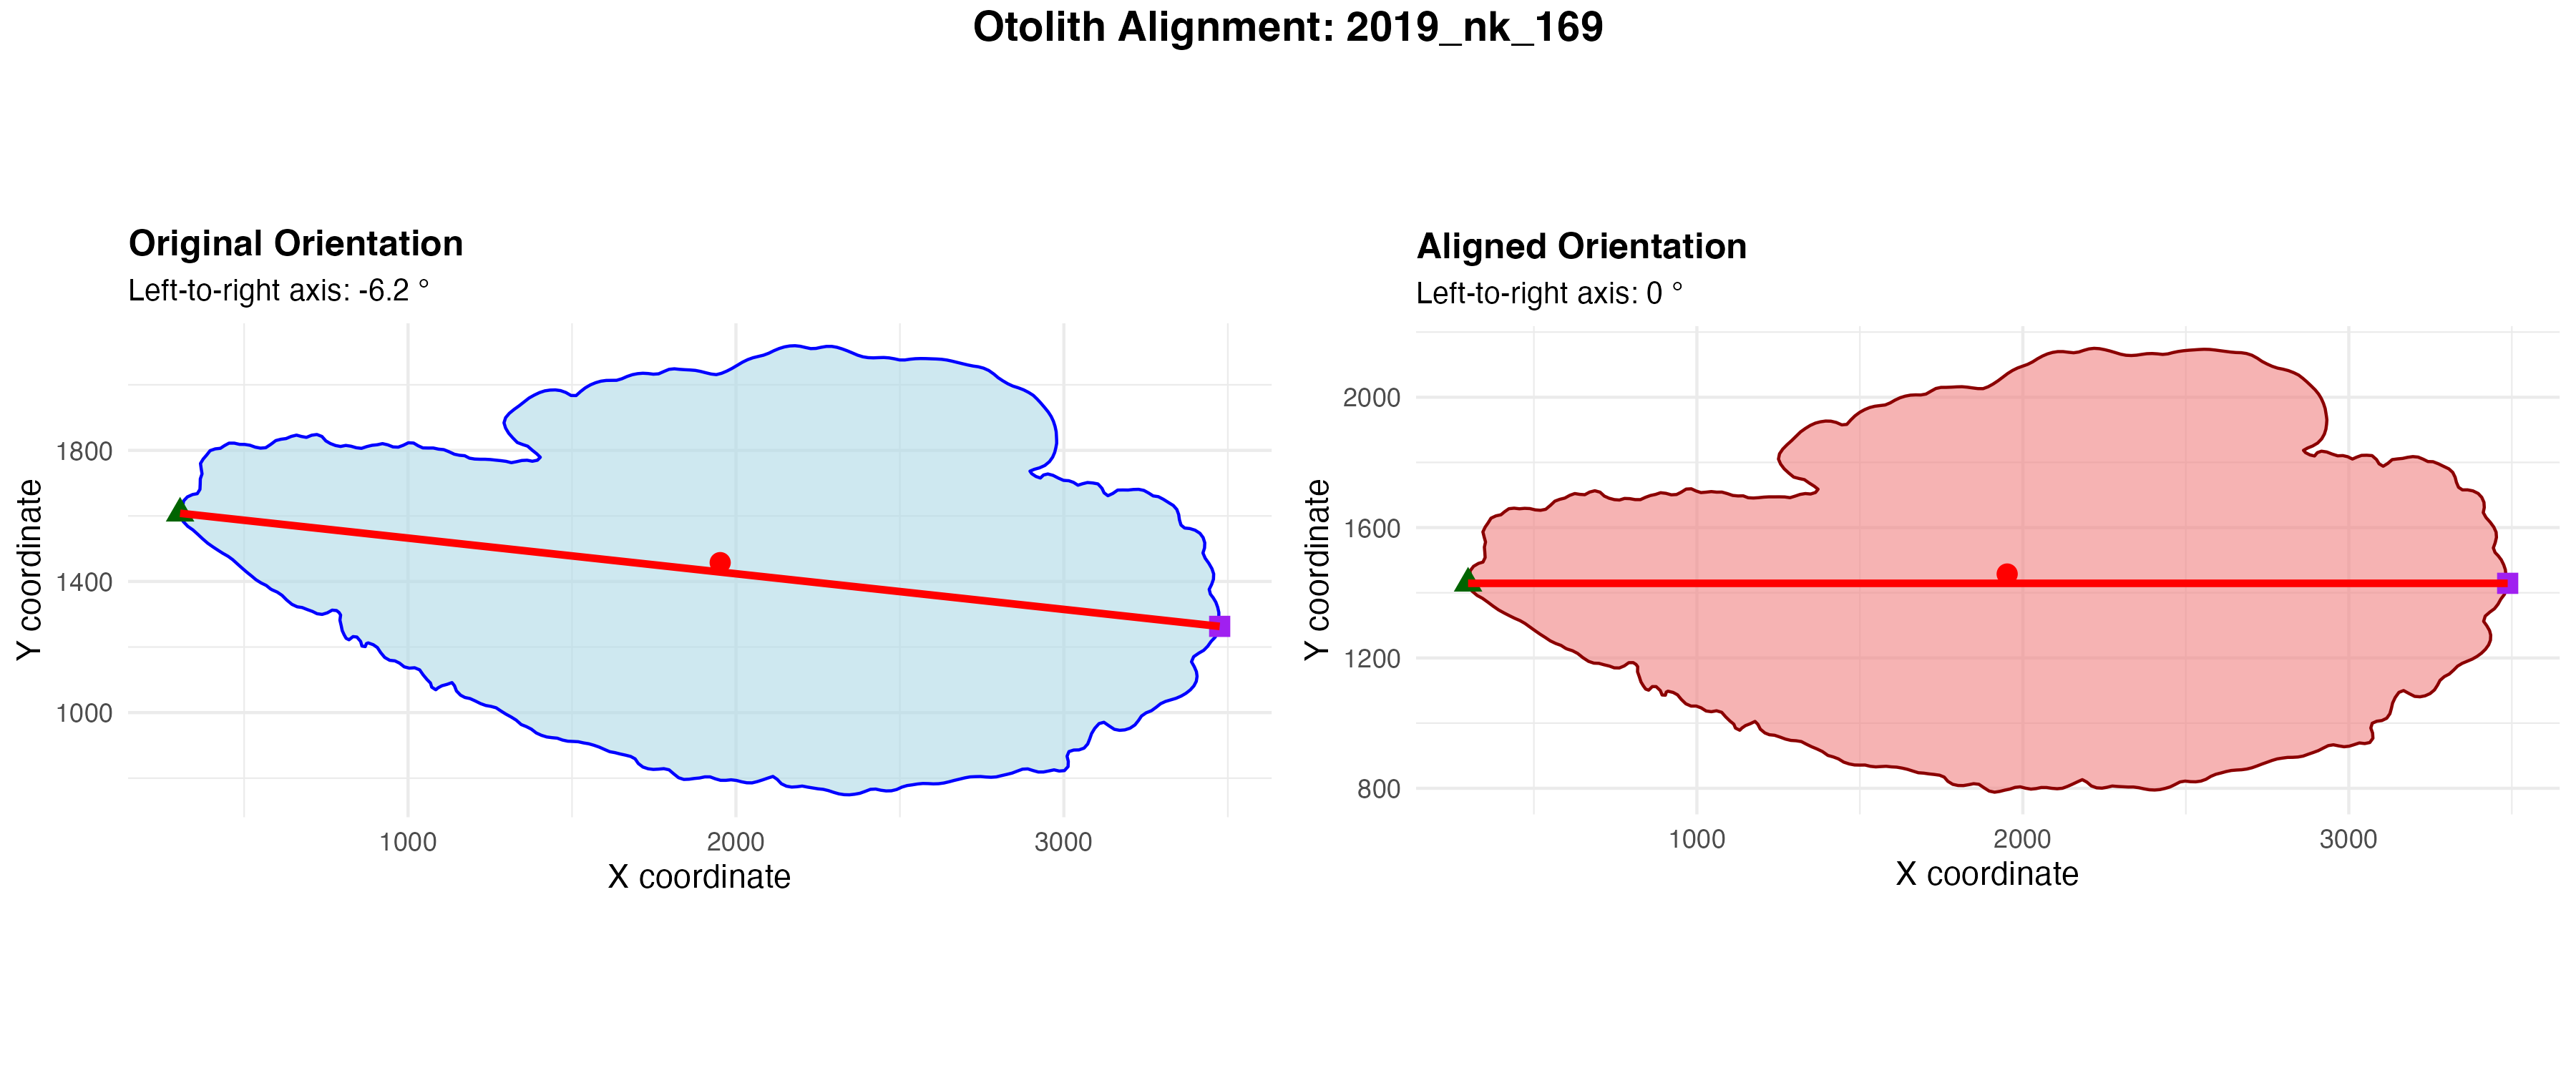 Otolith Alignment: 2019_nk_169
Original Orientation
Left-to-right axis: -6.2 °
Y coordinate
1800
1400
1000
1000 2000 3000
X coordinate
Aligned Orientation
Left-to-right axis: 0 °
Y coordinate
2000
1600
1200
800
1000 2000 3000
X coordinate